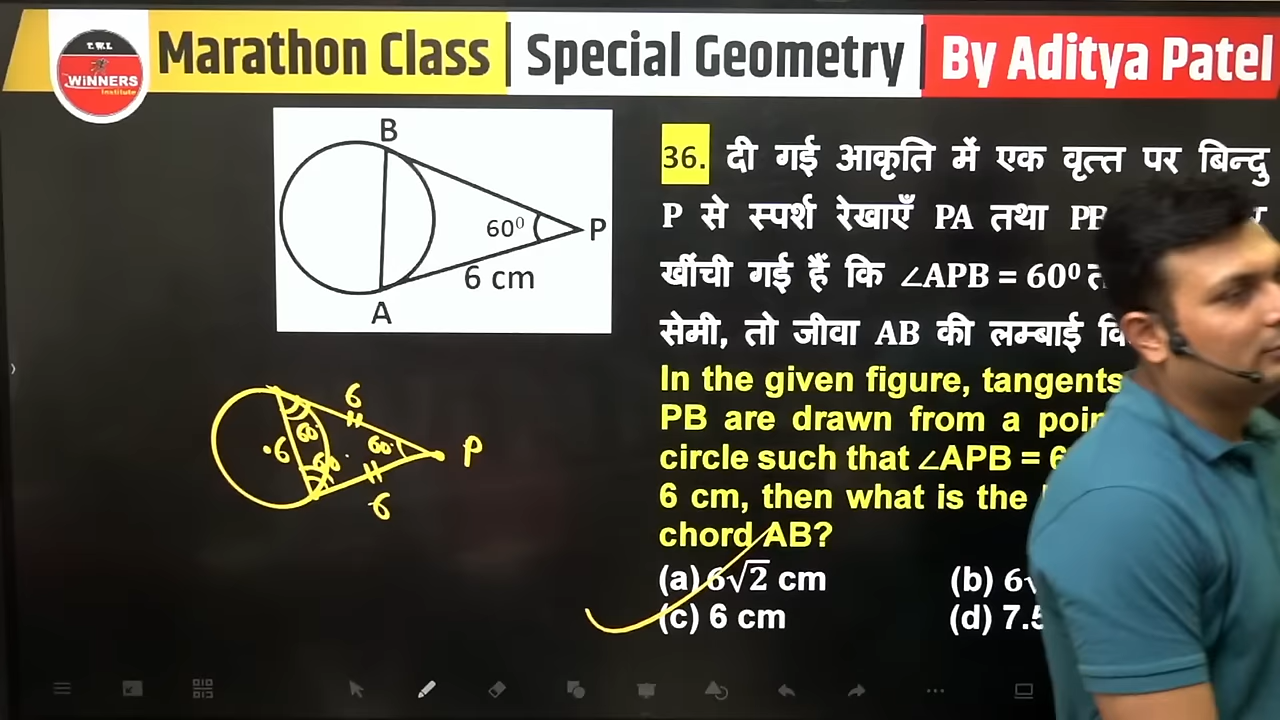 T.W.I.
WINNERS
Institute
Marathon Class | Special Geometry By Aditya Patel
B
60⁰
P
6 cm
A
36. दी गई आकृति में एक वृत्त पर बिन्दु
P से स्पर्श रेखाएँ PA तथा PB
खींची गई हैं कि ∠APB = 60⁰
सेमी, तो जीवा AB की लम्बाई
In the given figure, tangents
PB are drawn from a
circle such that ∠APB =
6 cm, then what is the
chord AB?
(a) 6√2 cm (b)
(c) 6 cm (d)
6
60
60
P
6
60
6